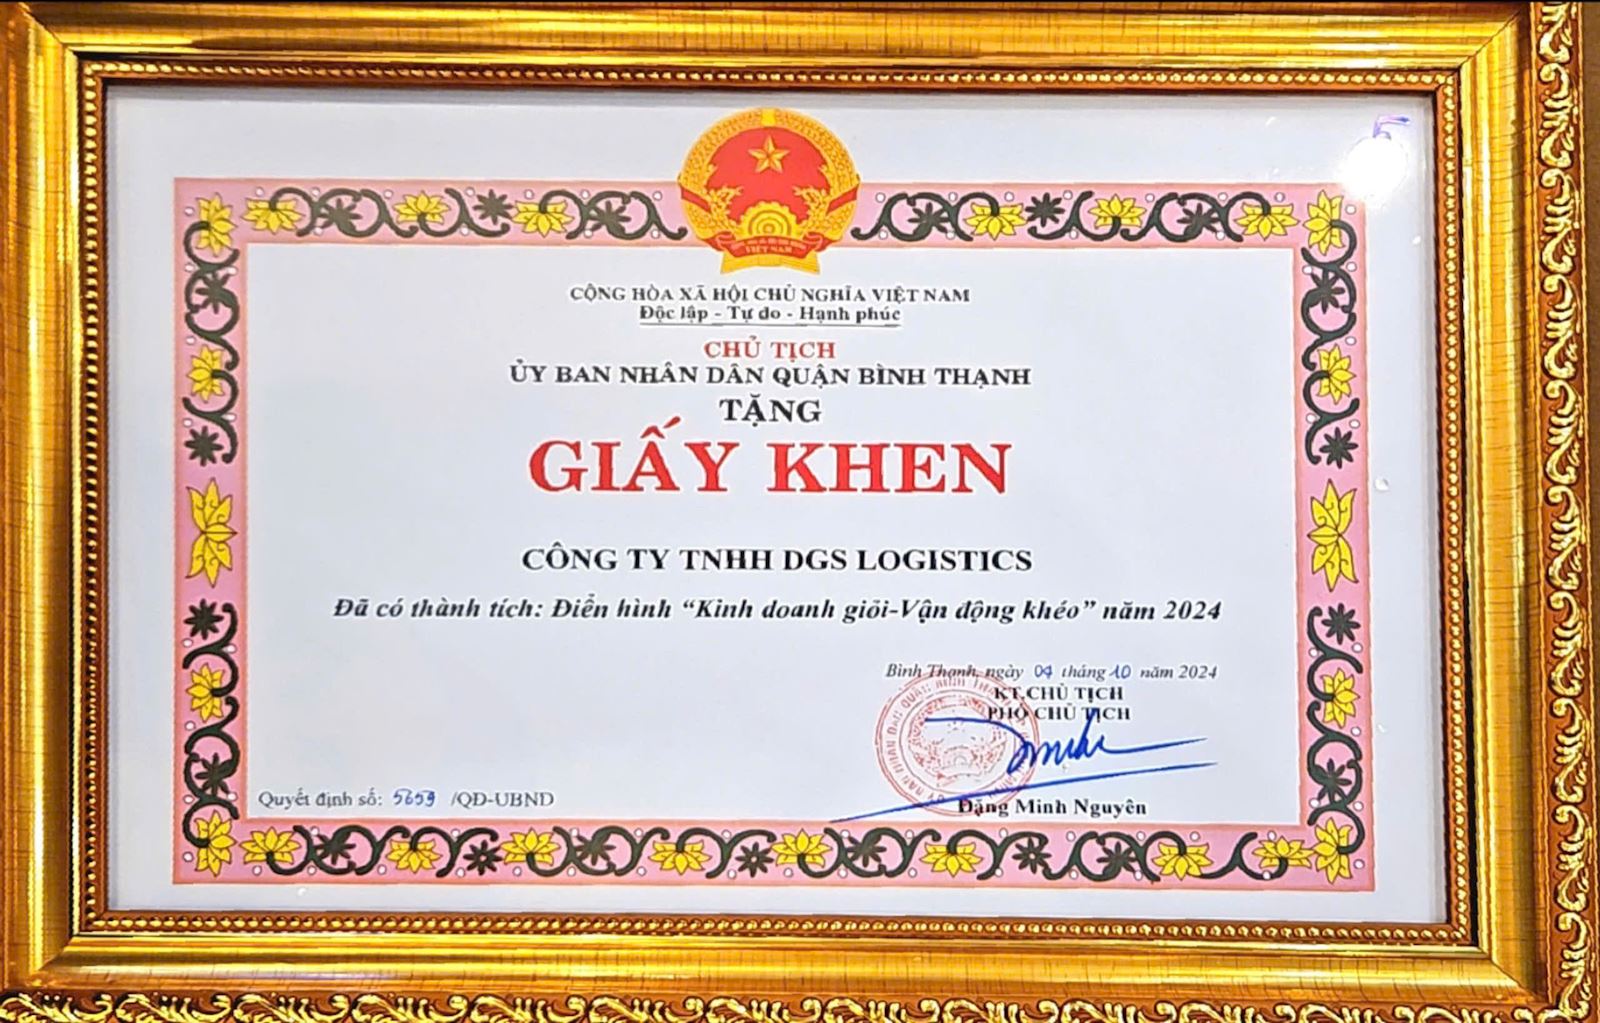 CỘNG HÒA XÃ HỘI CHỦ NGHĨA VIỆT NAM
Độc lập - Tự do - Hạnh phúc
CHỦ TỊCH
ỦY BAN NHÂN DÂN QUẬN BÌNH THẠNH
TẶNG
GIẤY KHEN
CÔNG TY TNHH DGS LOGISTICS
Đã có thành tích: Điển hình “Kinh doanh giỏi-Vận động khéo” năm 2024
Bình Thạnh, ngày 04 tháng 10 năm 2024
KT.CHỦ TỊCH
PHÓ CHỦ TỊCH
Đặng Minh Nguyên
Quyết định số: 5659 /QĐ-UBND